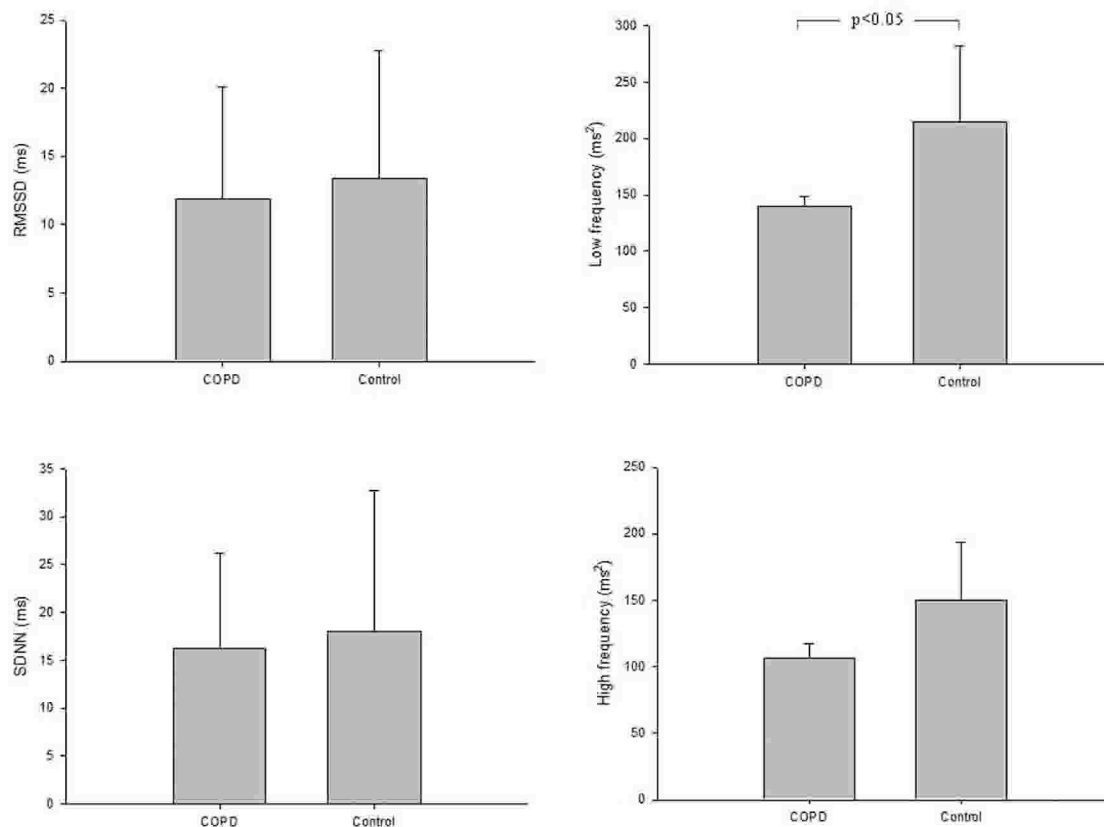 RMSSD (ms)
25
20
15
10
5
0
COPD
Control
Low frequency (ms²)
300
250
200
150
100
50
0
p<0.05
COPD
Control
SDNN (ms)
35
30
25
20
15
10
5
0
COPD
Control
High frequency (ms²)
250
200
150
100
50
0
COPD
Control